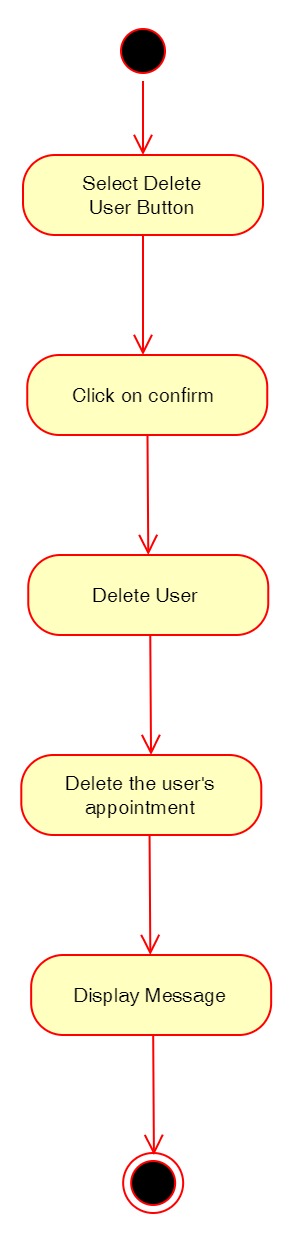 Select Delete
User Button
Click on confirm
Delete User
Delete the user's
appointment
Display Message